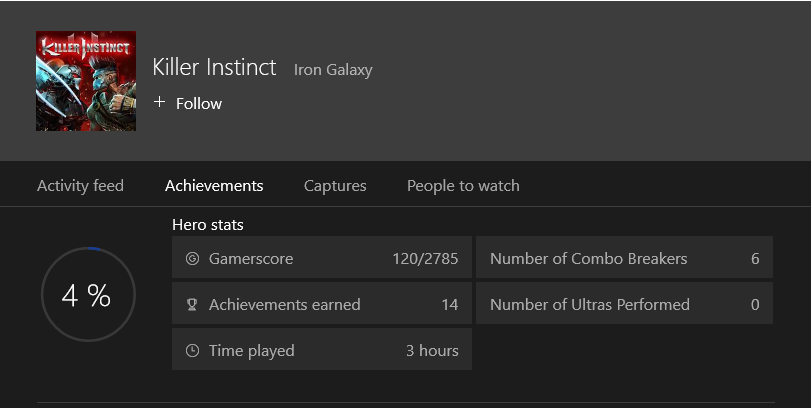 KILLER INSTINCT
Killer Instinct Iron Galaxy
+ Follow
Activity feed Achievements Captures People to watch
Hero stats
4 %
Gamerscore 120/2785 Number of Combo Breakers 6
Achievements earned 14 Number of Ultras Performed 0
Time played 3 hours